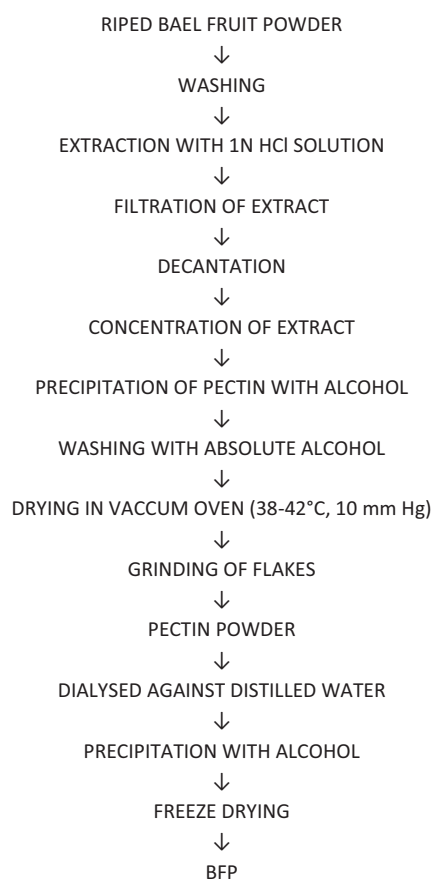 RIPED BAEL FRUIT POWDER
↓
WASHING
↓
EXTRACTION WITH 1N HCl SOLUTION
↓
FILTRATION OF EXTRACT
↓
DECANTATION
↓
CONCENTRATION OF EXTRACT
↓
PRECIPITATION OF PECTIN WITH ALCOHOL
↓
WASHING WITH ABSOLUTE ALCOHOL
↓
DRYING IN VACCUM OVEN (38-42°C, 10 mm Hg)
↓
GRINDING OF FLAKES
↓
PECTIN POWDER
↓
DIALYSED AGAINST DISTILLED WATER
↓
PRECIPITATION WITH ALCOHOL
↓
FREEZE DRYING
↓
BFP